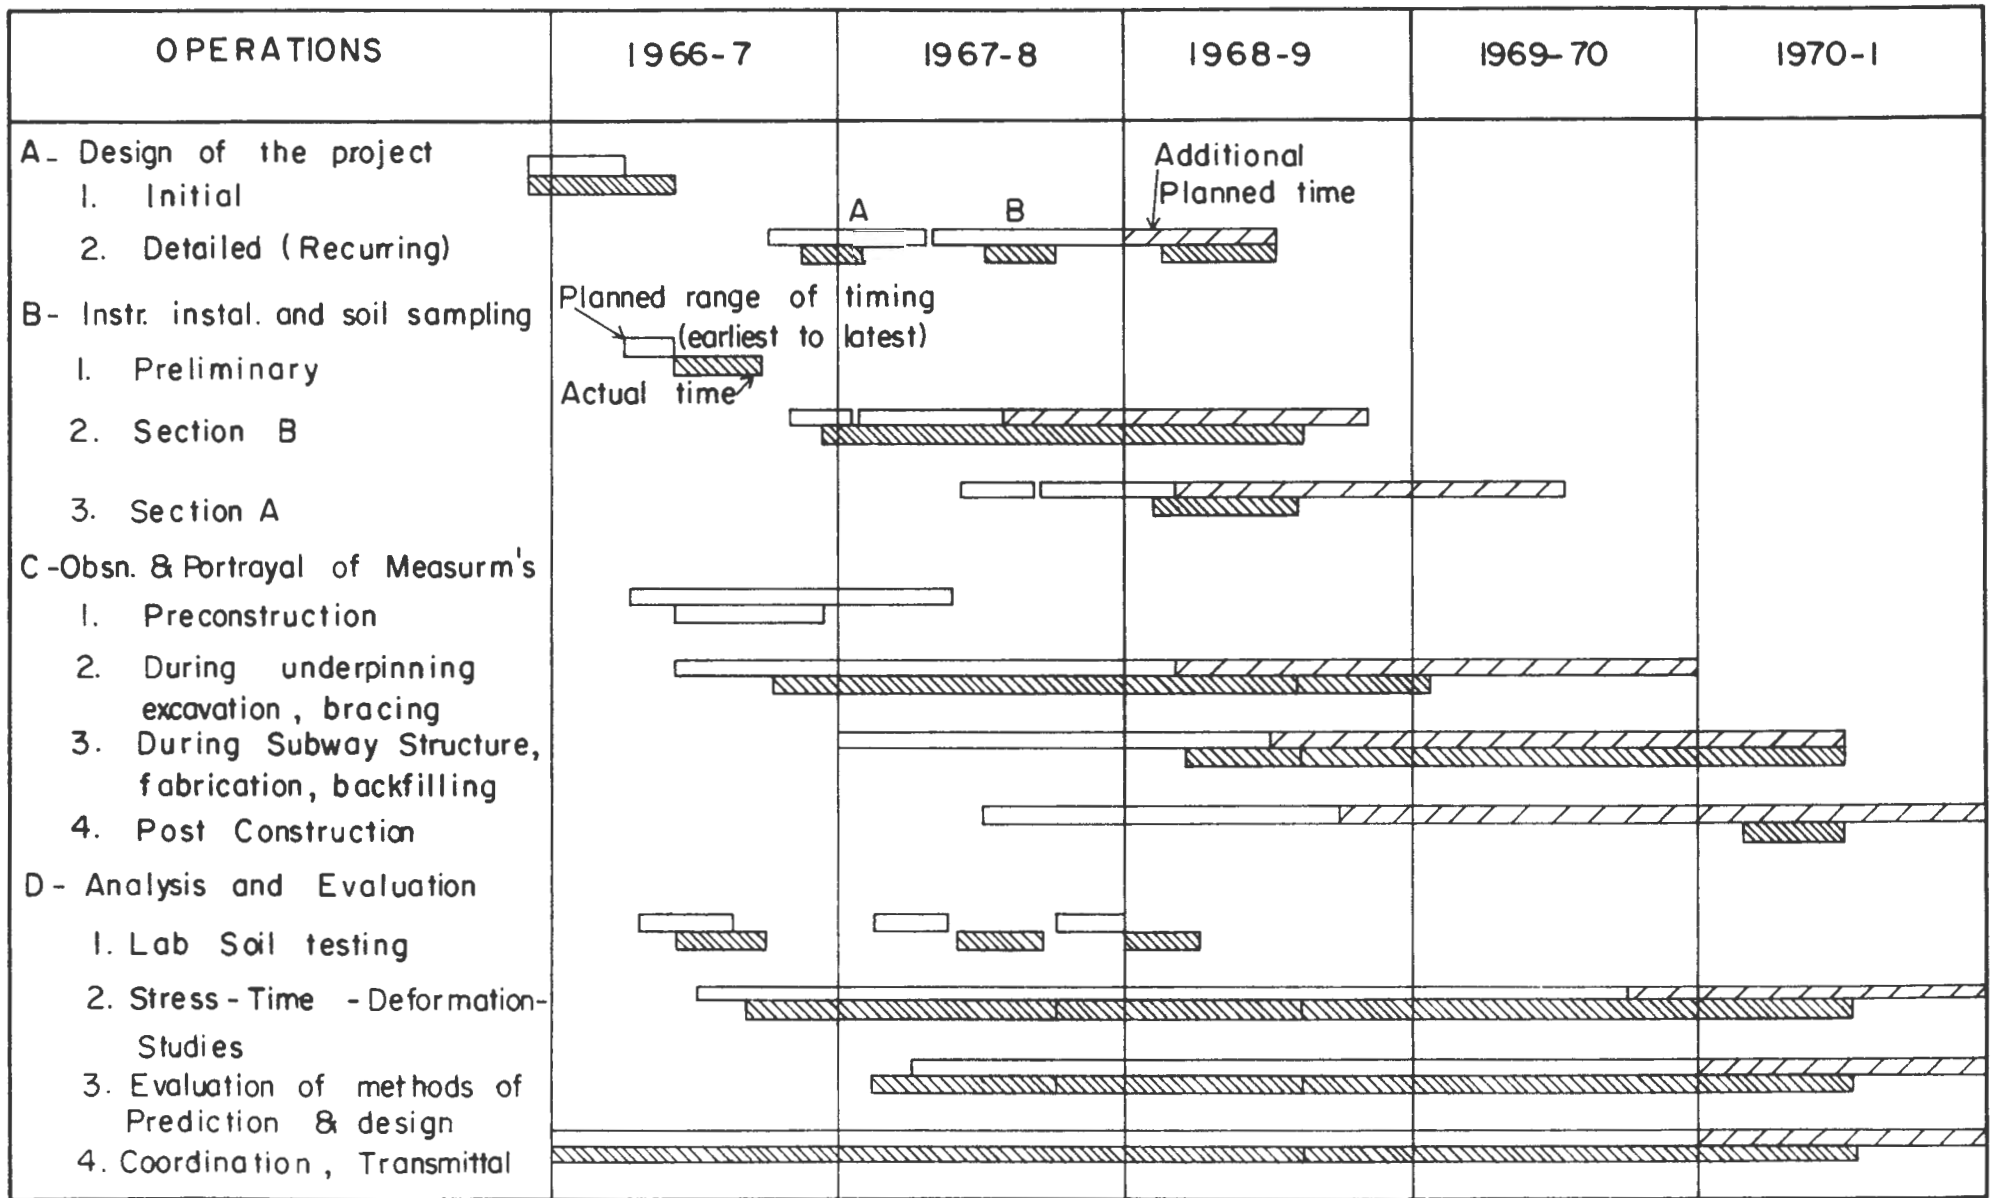 OPERATIONS 1966-7 1967-8 1968-9 1969-70 1970-1
A- Design of the project
1. Initial
2. Detailed (Recurring)
A
B
Additional
Planned time
B- Instr. instal. and soil sampling
Planned range of timing
(earliest to latest)
1. Preliminary
Actual time
2. Section B
3. Section A
C-Obsn. & Portrayal of Measurm's
1. Preconstruction
2. During underpinning
excavation, bracing
3. During Subway Structure,
fabrication, backfilling
4. Post Construction
D- Analysis and Evaluation
1. Lab Soil testing
2. Stress-Time -Deformation-
Studies
3. Evaluation of methods of
Prediction & design
4. Coordination, Transmittal